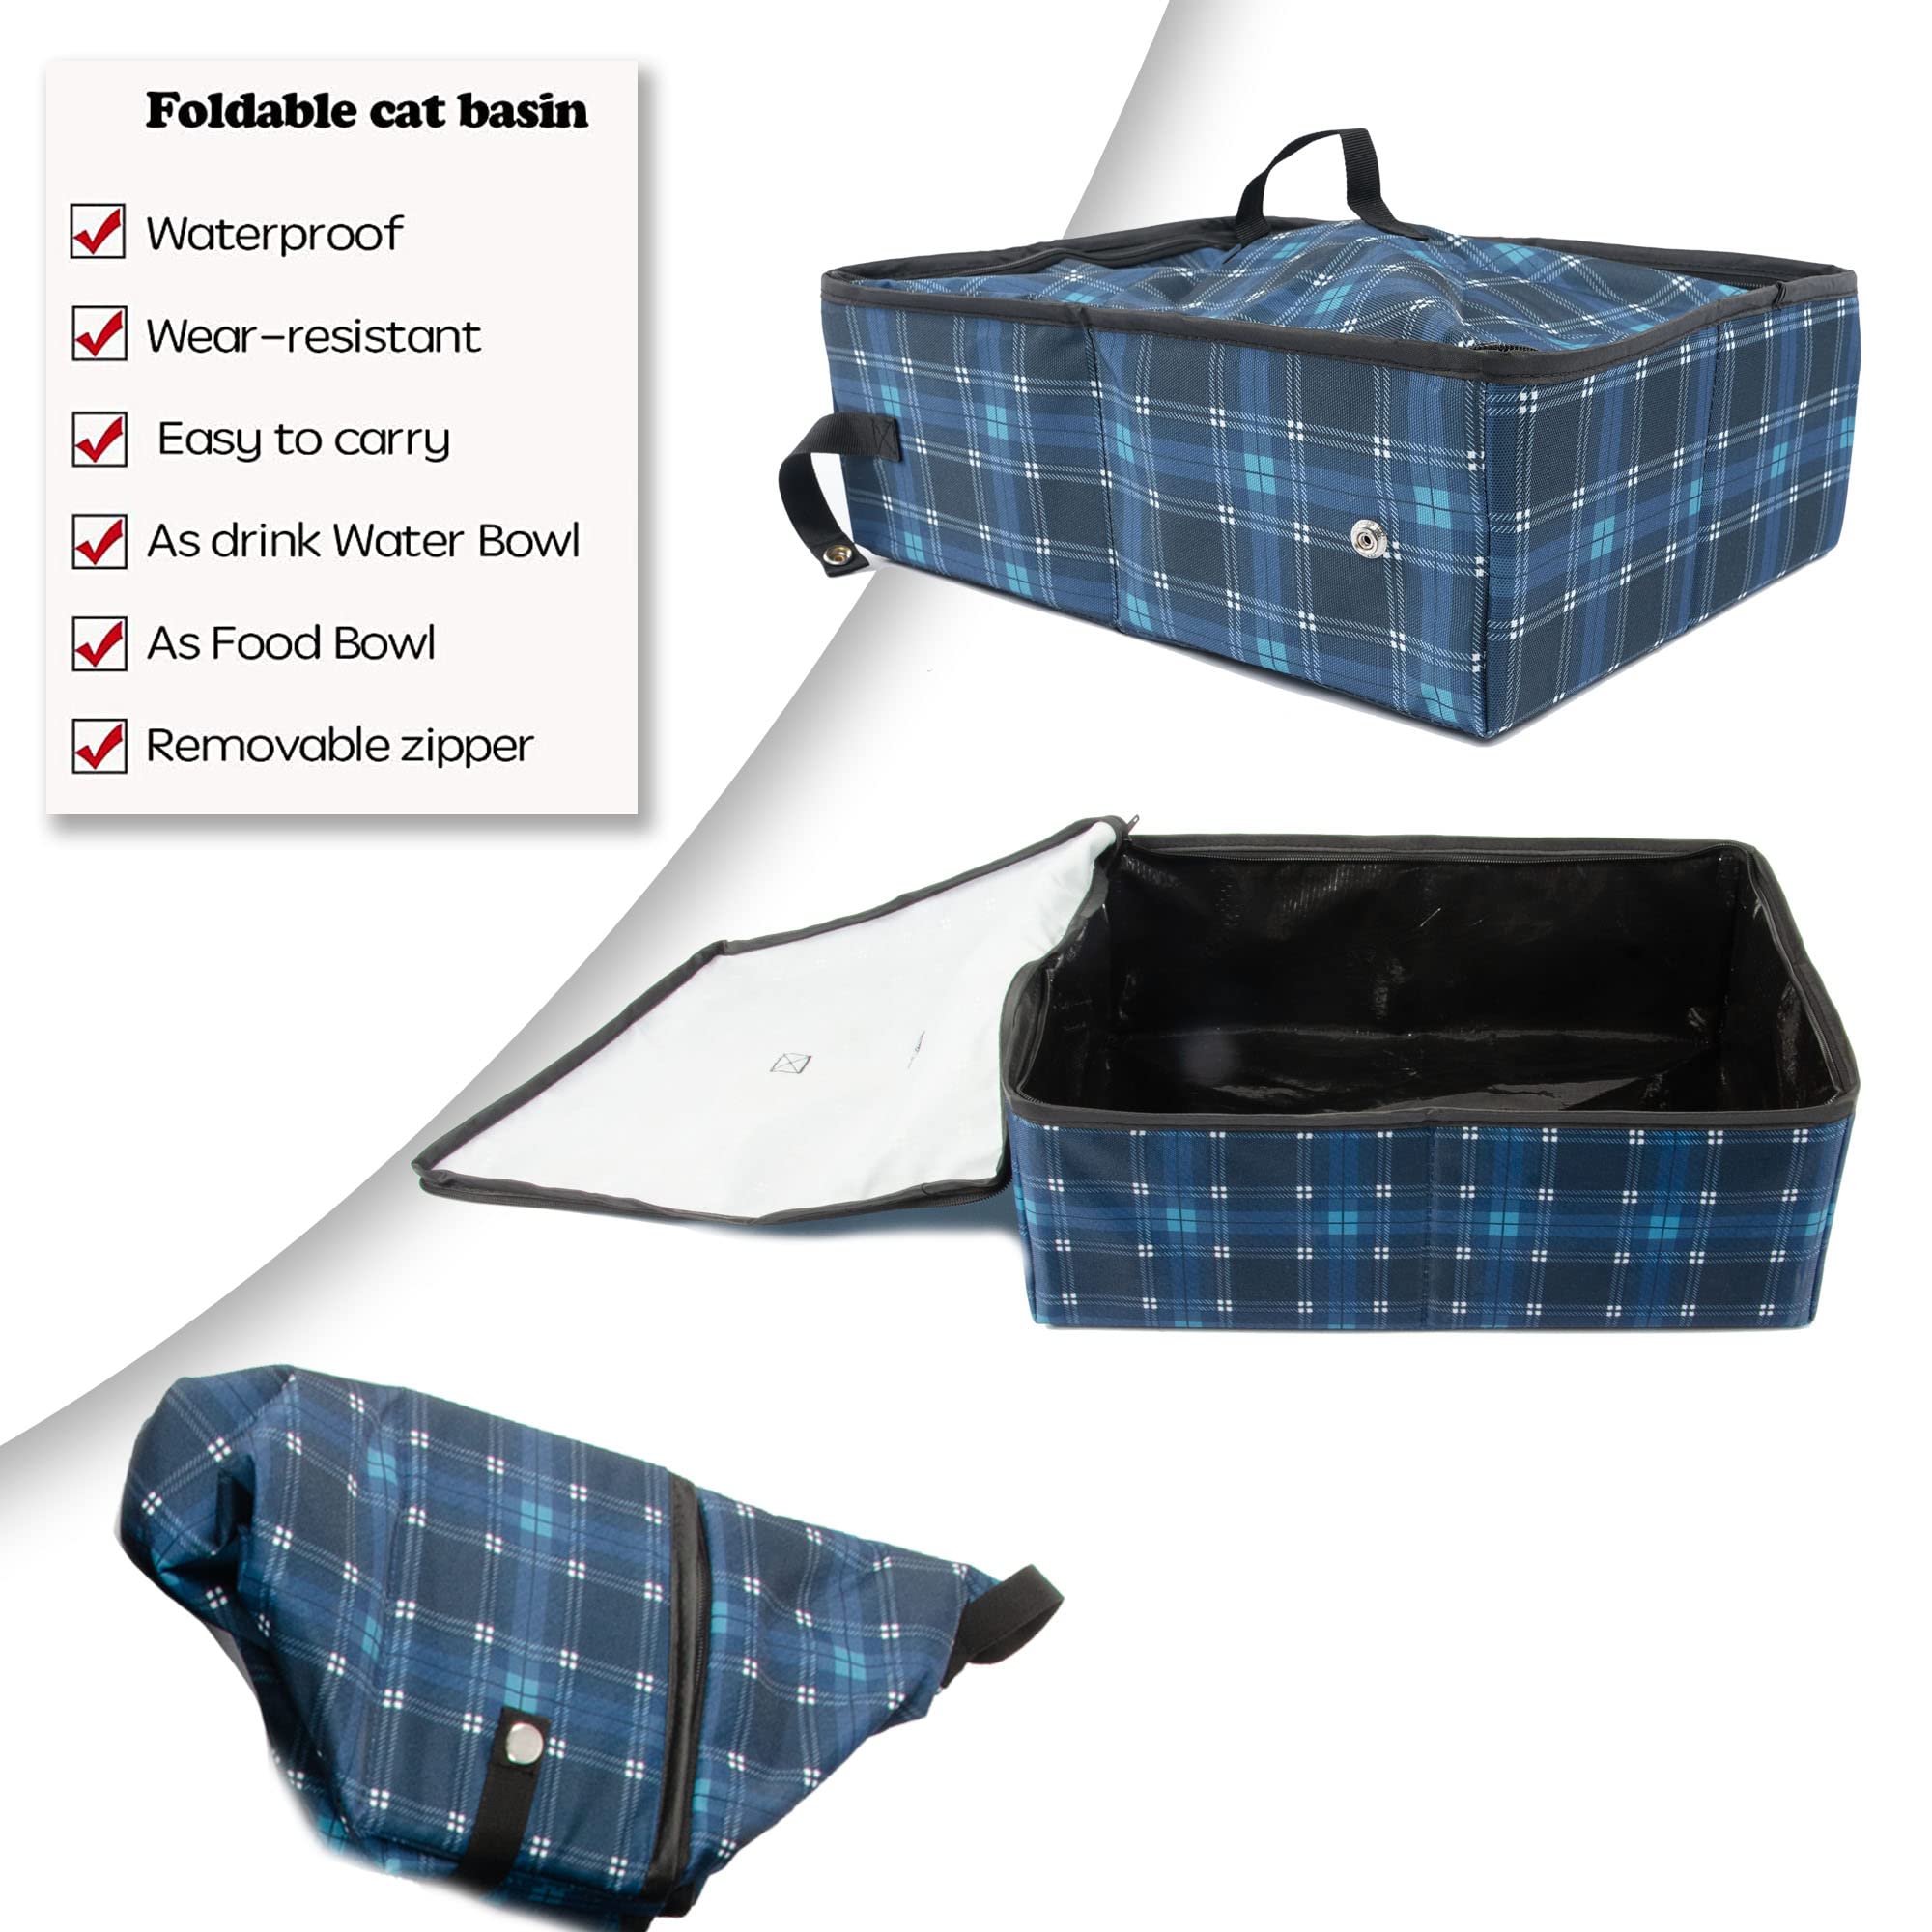 Foldable cat basin
Waterproof
Wear-resistant
Easy to carry
As drink Water Bowl
As Food Bowl
Removable zipper